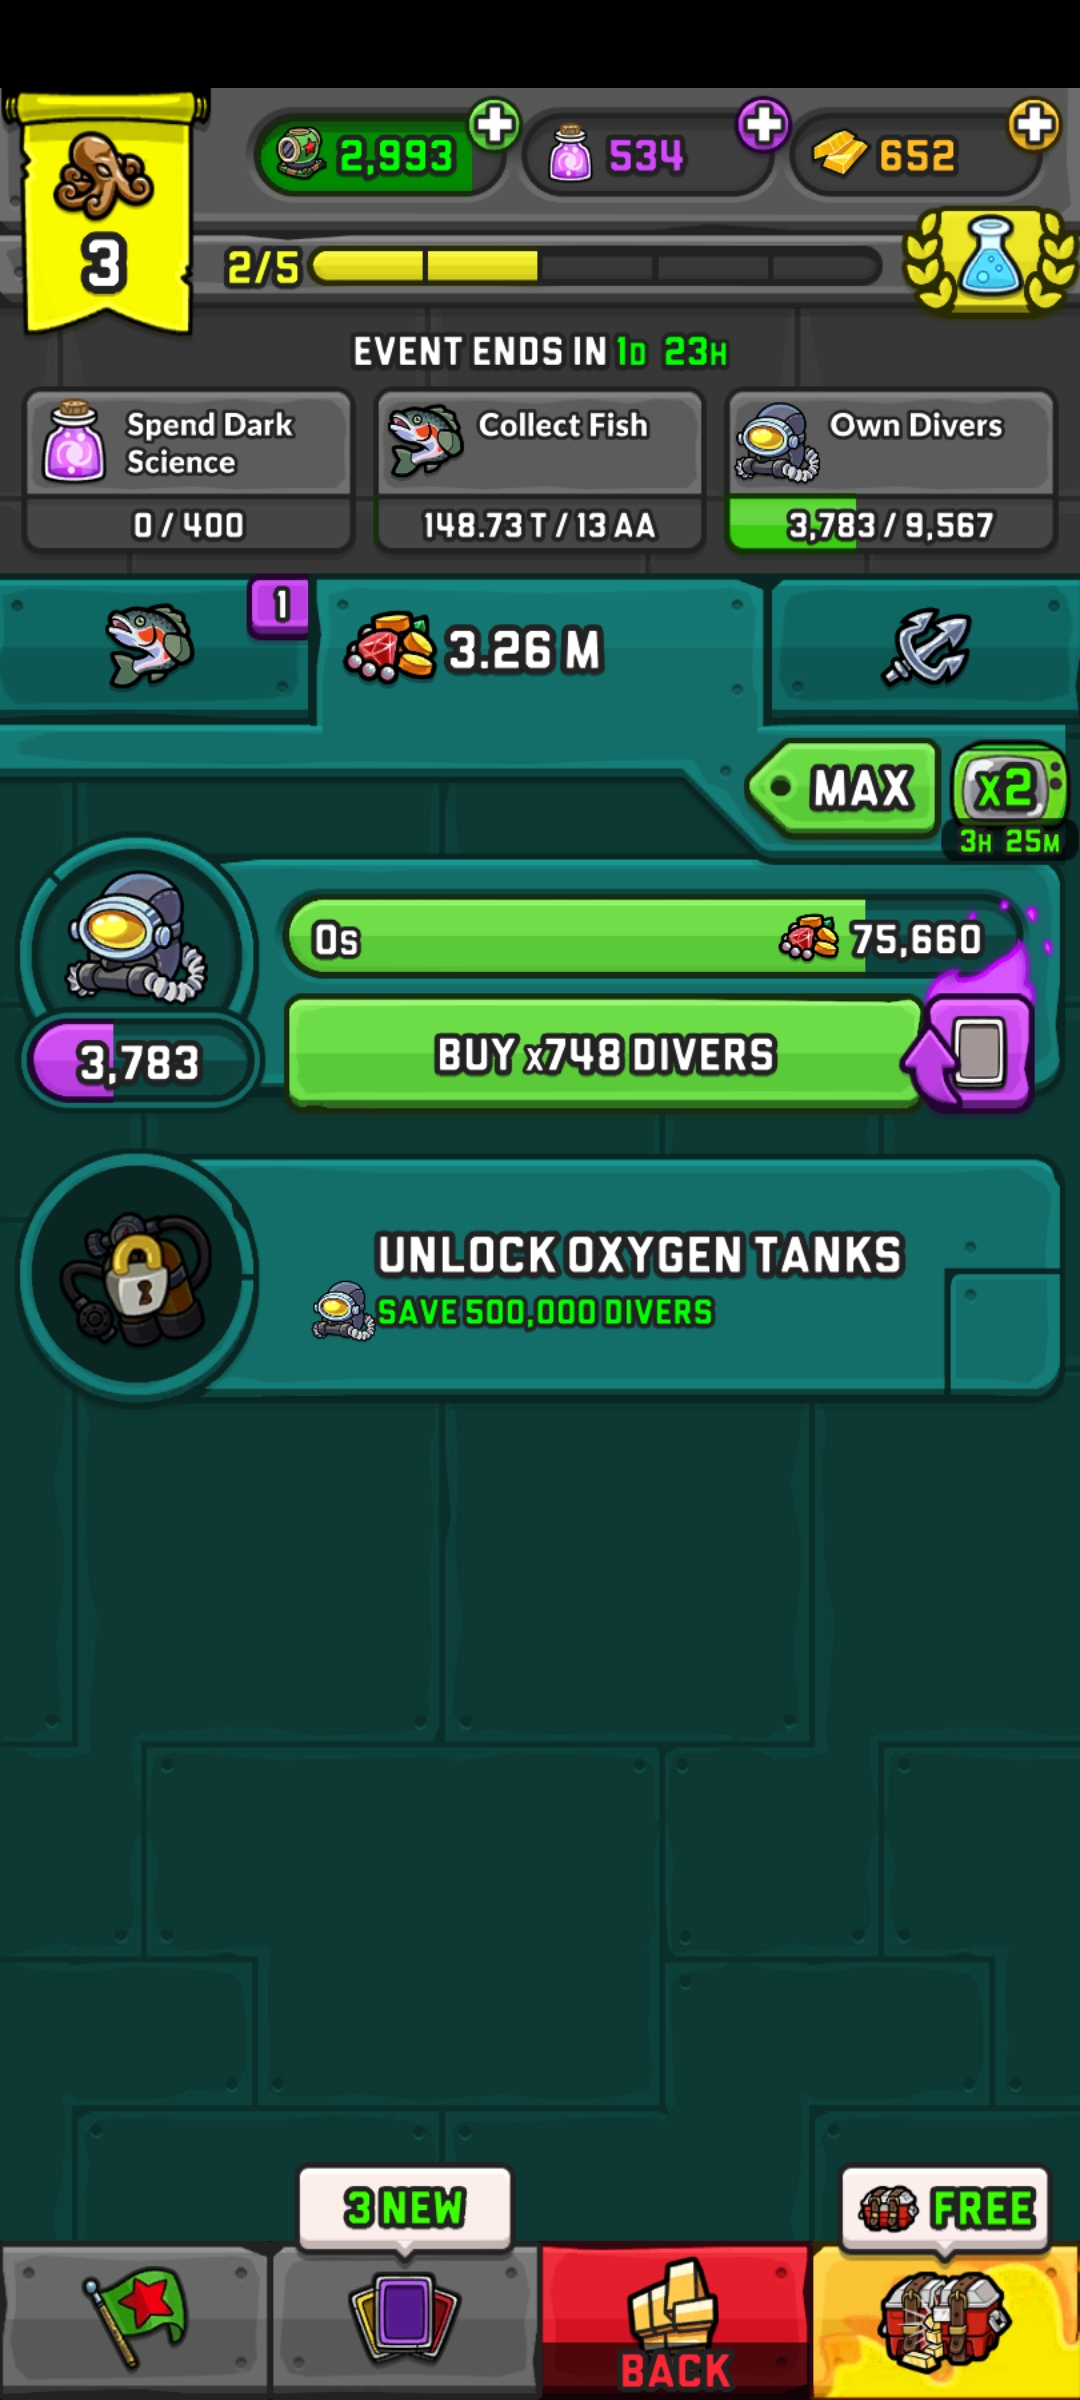 2,993
534
652
3
2/5
EVENT ENDS IN 1D 23H
Spend Dark
Science
0 / 400
Collect Fish
148.73 T / 13 AA
Own Divers
3,783 / 9,567
1
3.26 M
MAX
x2
3H 25M
0s
75,660
3,783
BUY x748 DIVERS
UNLOCK OXYGEN TANKS
SAVE 500,000 DIVERS
3 NEW
FREE
BACK